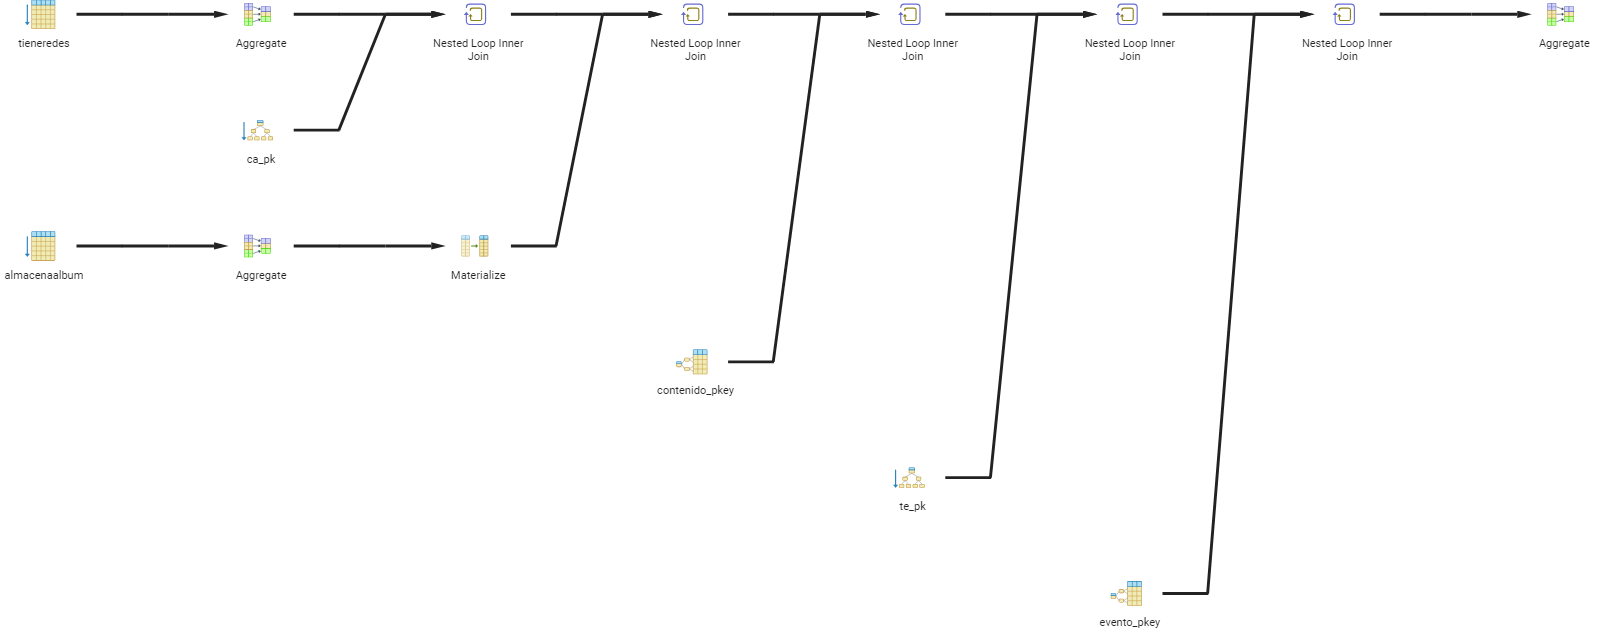 tieneredes
Aggregate
Nested Loop Inner
Join
Nested Loop Inner
Join
Nested Loop Inner
Join
Nested Loop Inner
Join
Nested Loop Inner
Join
Aggregate
ca_pk
almacenaalbum
Aggregate
Materialize
contenido_pkey
te_pk
evento_pkey